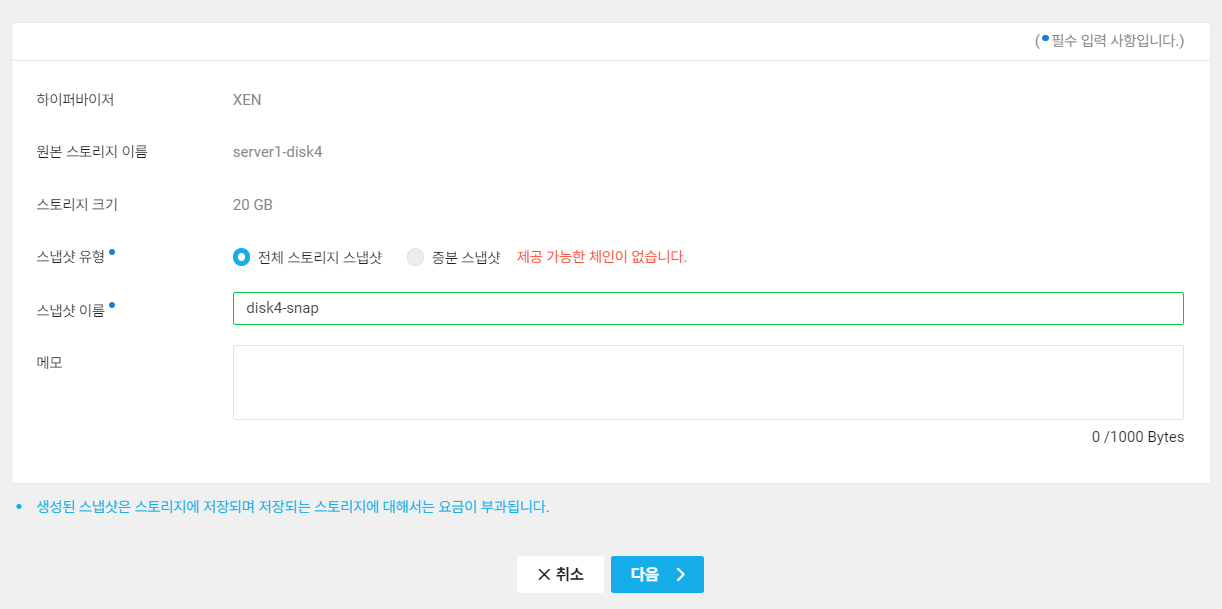 ( 필수 입력 사항입니다.)
하이퍼바이저 XEN
원본 스토리지 이름 server1-disk4
스토리지 크기 20 GB
스냅샷 유형 전체 스토리지 스냅샷 증분 스냅샷 제공 가능한 체인이 없습니다.
스냅샷 이름 disk4-snap
메모
0 /1000 Bytes
생성된 스냅샷은 스토리지에 저장되며 저장되는 스토리지에 대해서는 요금이 부과됩니다.
취소 다음